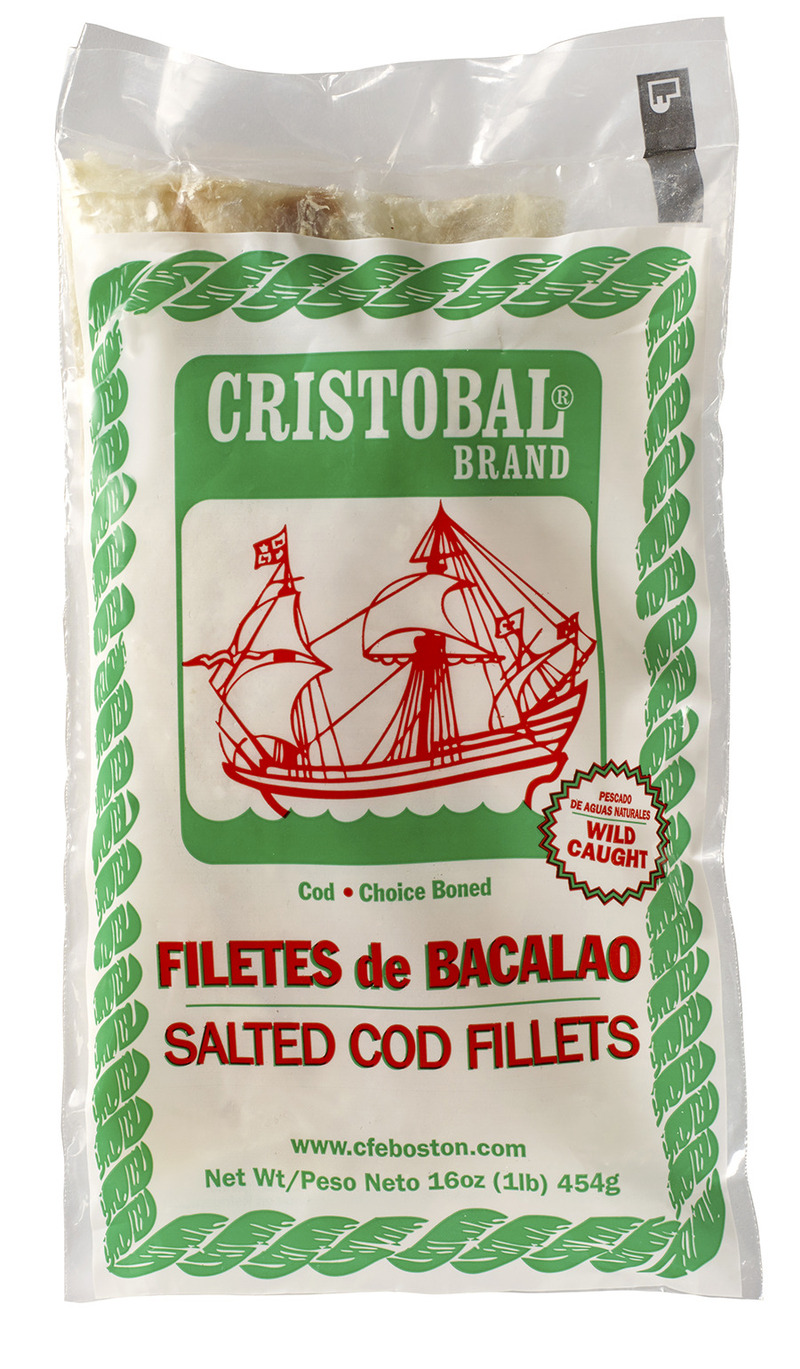 CRISTOBAL®
BRAND
PESCADO
DE AGUAS NATURALES
WILD
CAUGHT
Cod • Choice Boned
FILETES de BACALAO
SALTED COD FILLETS
www.cfeboston.com
Net Wt/Peso Neto 16oz (1lb) 454g